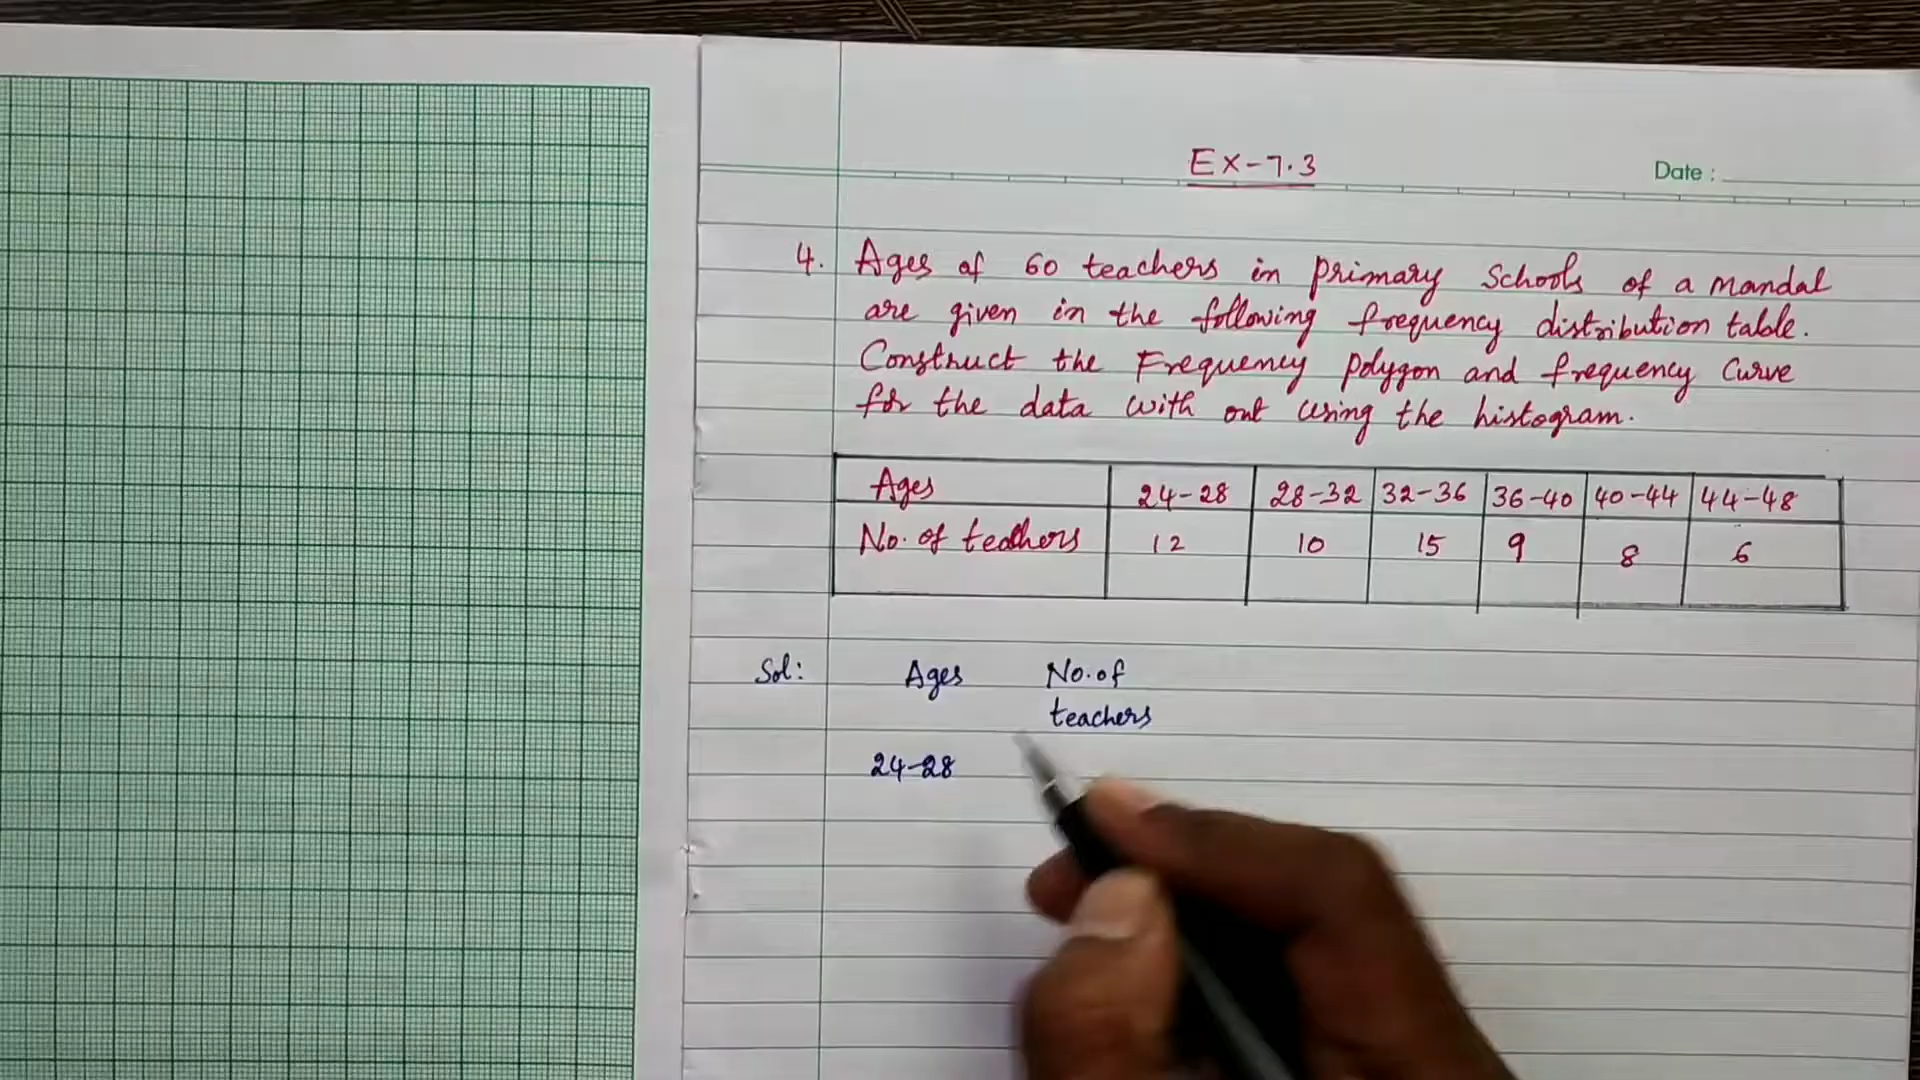 Ex-7.3
Date :
4. Ages of 60 teachers in primary Schools of a mandal
are given in the following frequency distribution table.
Construct the Frequency polygon and frequency curve
for the data with out using the histogram.
Ages 24-28 28-32 32-36 36-40 40-44 44-48
No. of teachers 12 10 15 9 8 6
Sol: Ages No. of
teachers
24-28